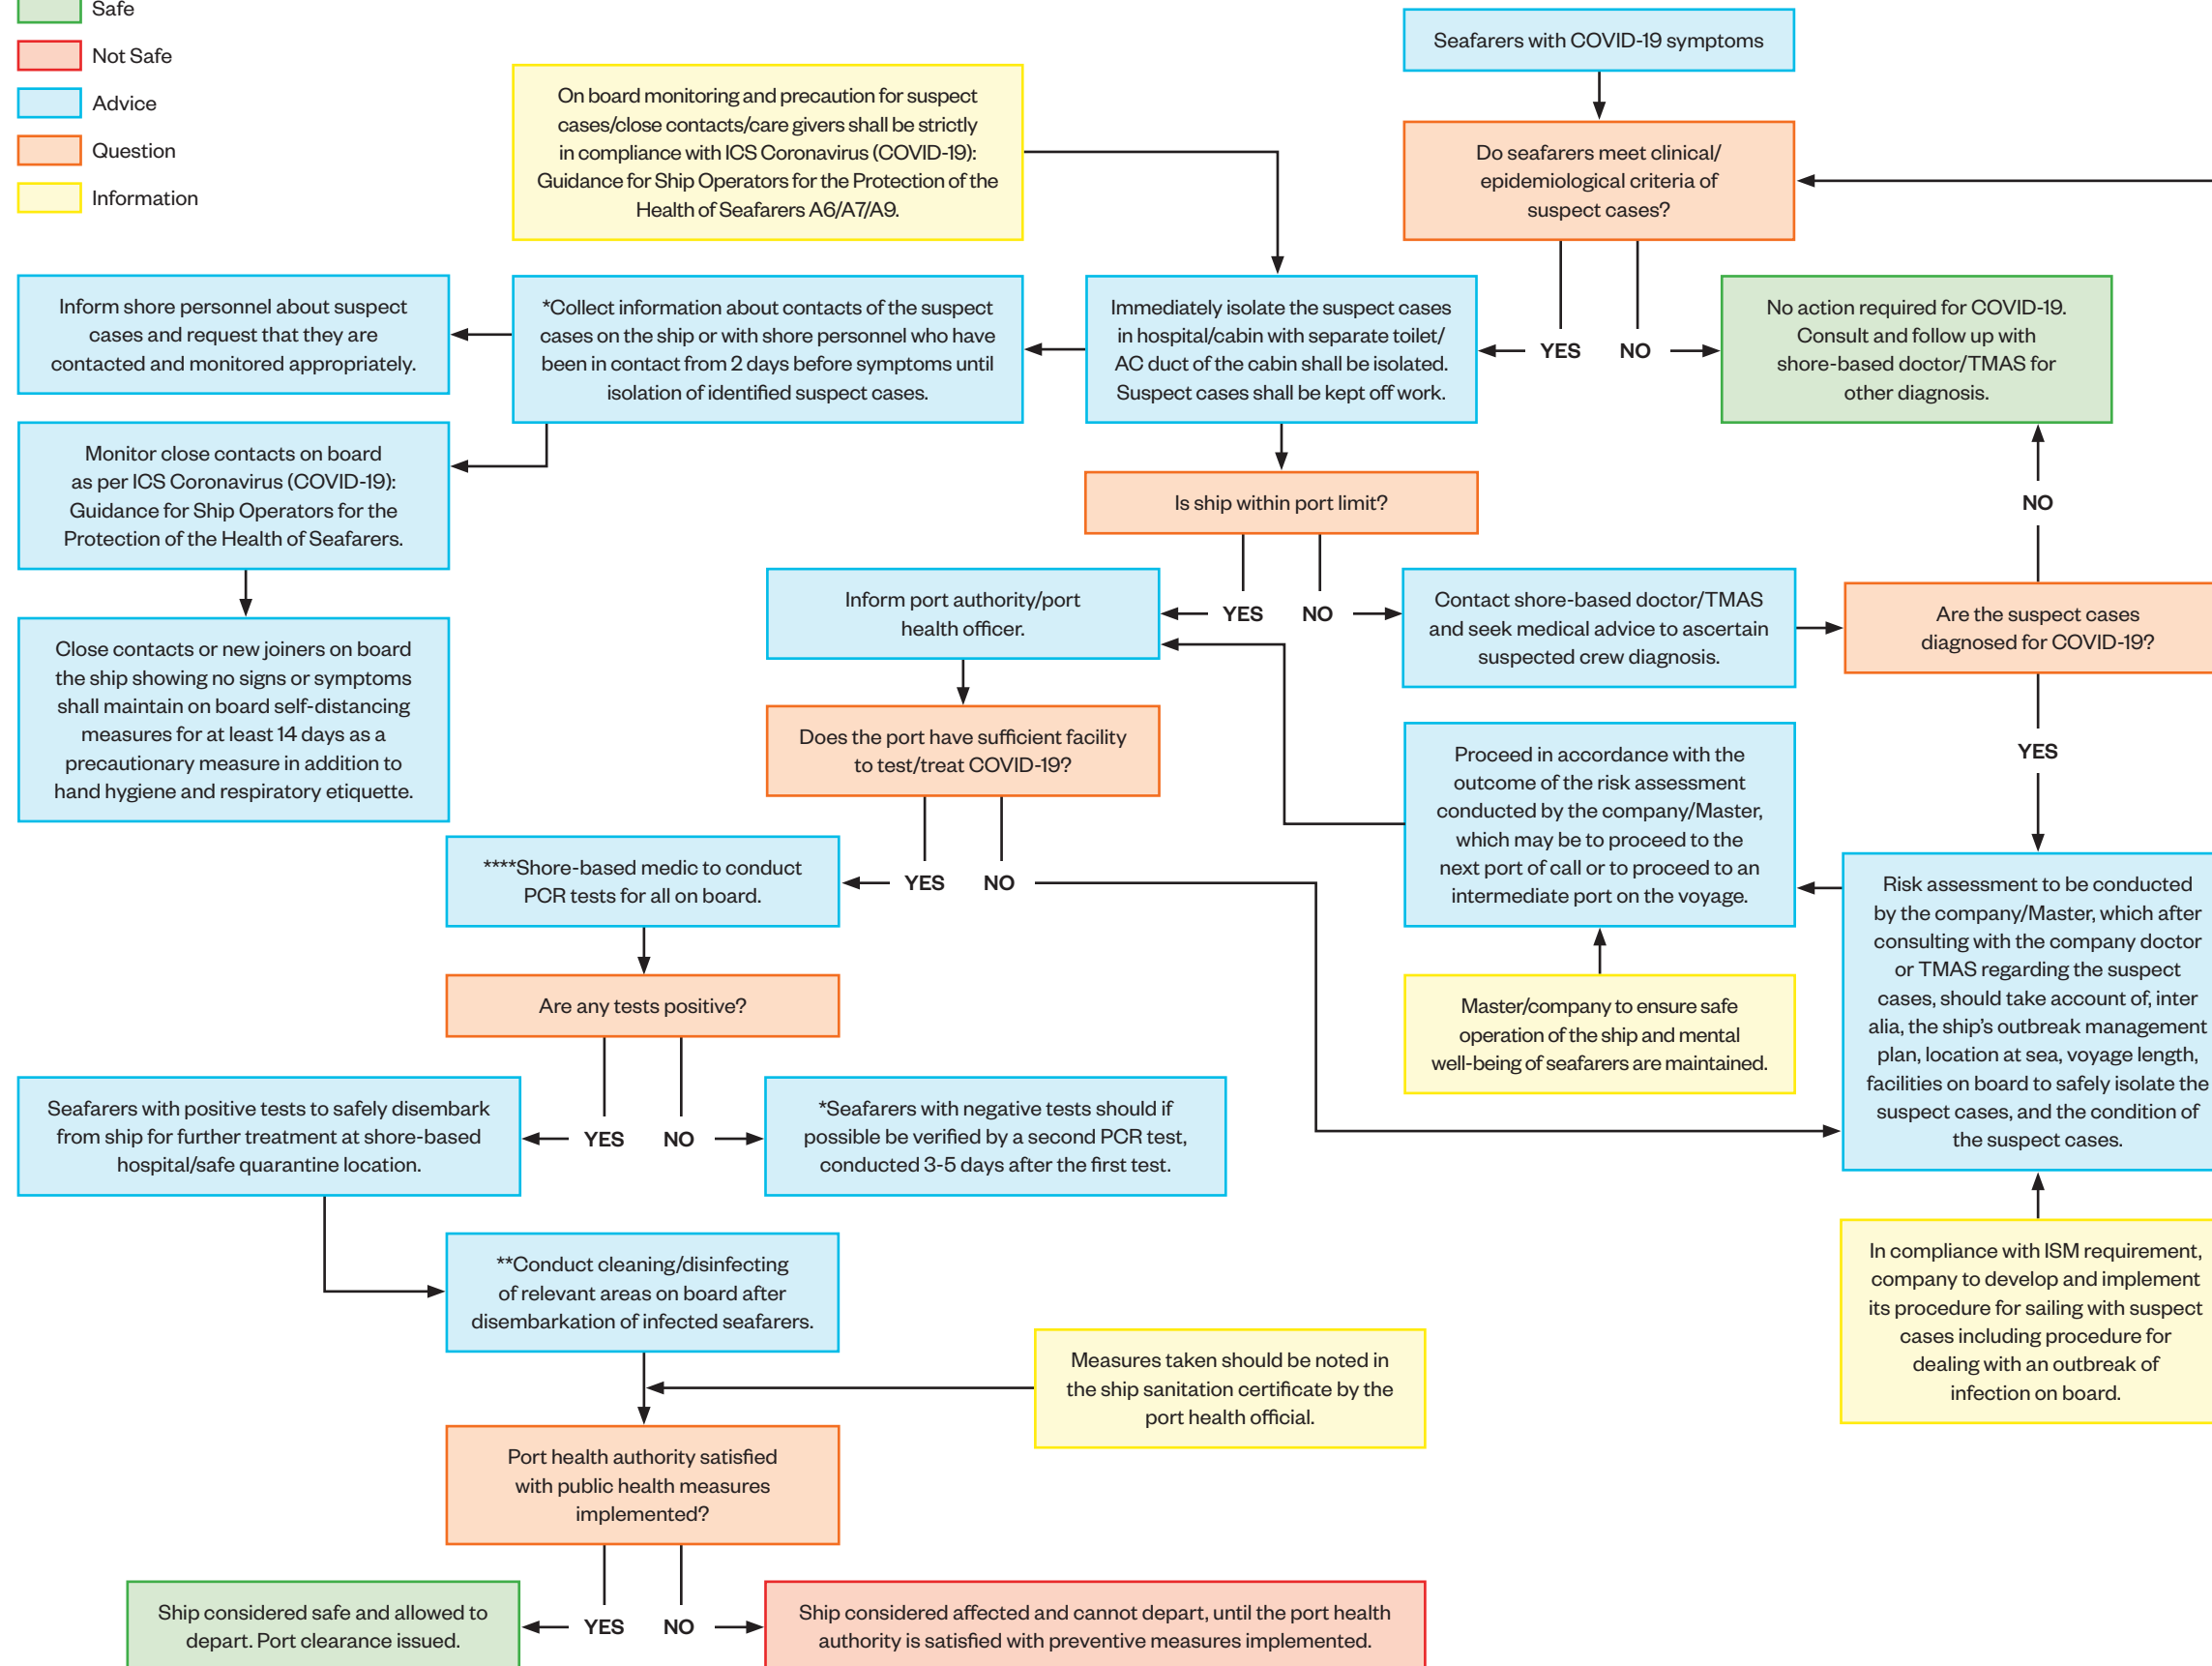 Safe
Not Safe
Advice
Question
Information
Seafarers with COVID-19 symptoms
On board monitoring and precaution for suspect
cases/close contacts/care givers shall be strictly
in compliance with ICS Coronavirus (COVID-19):
Guidance for Ship Operators for the Protection of the
Health of Seafarers A6/A7/A9.
Do seafarers meet clinical/
epidemiological criteria of
suspect cases?
Inform shore personnel about suspect
cases and request that they are
contacted and monitored appropriately.
*Collect information about contacts of the suspect
cases on the ship or with shore personnel who have
been in contact from 2 days before symptoms until
isolation of identified suspect cases.
Immediately isolate the suspect cases
in hospital/cabin with separate toilet/
AC duct of the cabin shall be isolated.
Suspect cases shall be kept off work.
YES
NO
No action required for COVID-19.
Consult and follow up with
shore-based doctor/TMAS for
other diagnosis.
Monitor close contacts on board
as per ICS Coronavirus (COVID-19):
Guidance for Ship Operators for the
Protection of the Health of Seafarers.
Is ship within port limit?
NO
Inform port authority/port
health officer.
YES
NO
Contact shore-based doctor/TMAS
and seek medical advice to ascertain
suspected crew diagnosis.
Are the suspect cases
diagnosed for COVID-19?
Close contacts or new joiners on board
the ship showing no signs or symptoms
shall maintain on board self-distancing
measures for at least 14 days as a
precautionary measure in addition to
hand hygiene and respiratory etiquette.
Does the port have sufficient facility
to test/treat COVID-19?
Proceed in accordance with the
outcome of the risk assessment
conducted by the company/Master,
which may be to proceed to the
next port of call or to proceed to an
intermediate port on the voyage.
YES
****Shore-based medic to conduct
PCR tests for all on board.
YES
NO
Risk assessment to be conducted
by the company/Master, which after
consulting with the company doctor
or TMAS regarding the suspect
cases, should take account of, inter
alia, the ship's outbreak management
plan, location at sea, voyage length,
facilities on board to safely isolate the
suspect cases, and the condition of
the suspect cases.
Are any tests positive?
Master/company to ensure safe
operation of the ship and mental
well-being of seafarers are maintained.
Seafarers with positive tests to safely disembark
from ship for further treatment at shore-based
hospital/safe quarantine location.
YES
NO
*Seafarers with negative tests should if
possible be verified by a second PCR test,
conducted 3-5 days after the first test.
**Conduct cleaning/disinfecting
of relevant areas on board after
disembarkation of infected seafarers.
In compliance with ISM requirement,
company to develop and implement
its procedure for sailing with suspect
cases including procedure for
dealing with an outbreak of
infection on board.
Measures taken should be noted in
the ship sanitation certificate by the
port health official.
Port health authority satisfied
with public health measures
implemented?
Ship considered safe and allowed to
depart. Port clearance issued.
YES
NO
Ship considered affected and cannot depart, until the port health
authority is satisfied with preventive measures implemented.